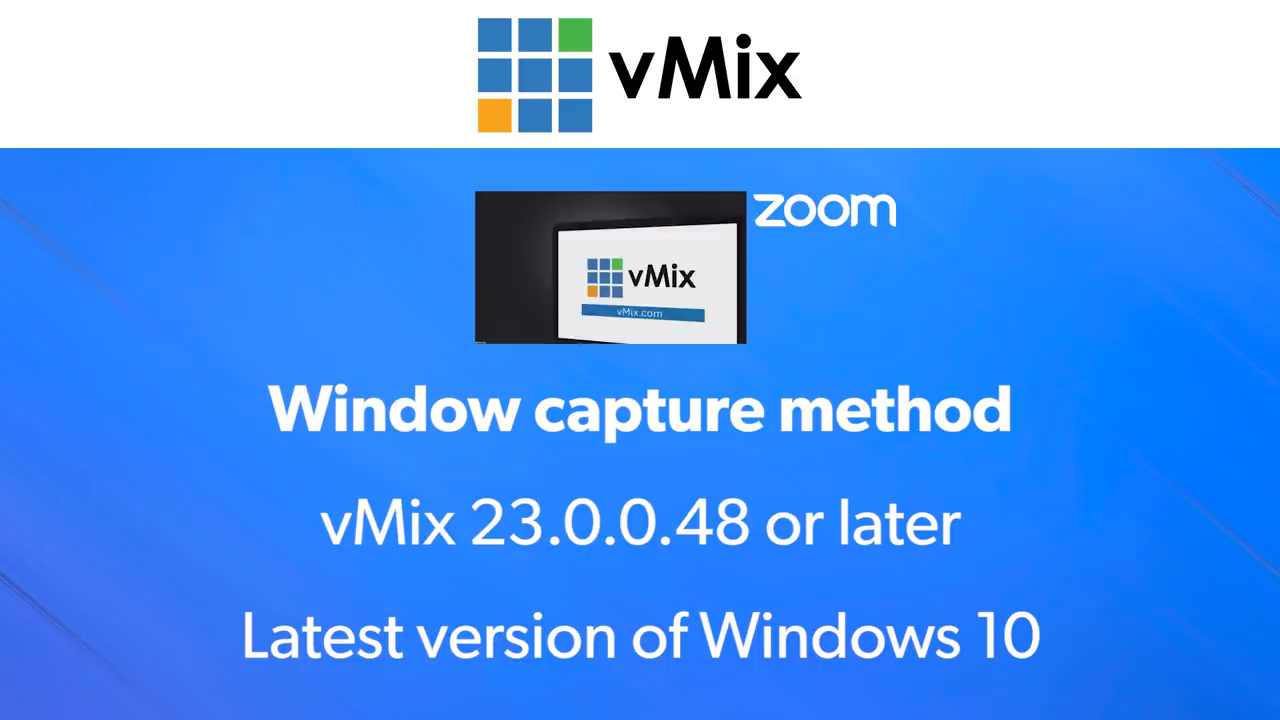 vMix
zoom
vMix
vMix.com
Window capture method
vMix 23.0.0.48 or later
Latest version of Windows 10